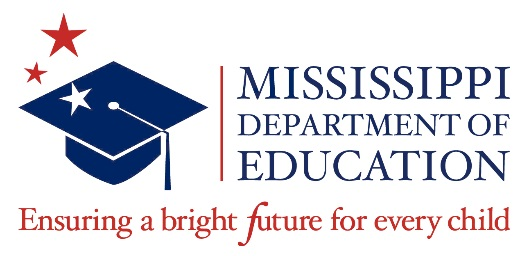 MISSISSIPPI
DEPARTMENT OF
EDUCATION
Ensuring a bright future for every child